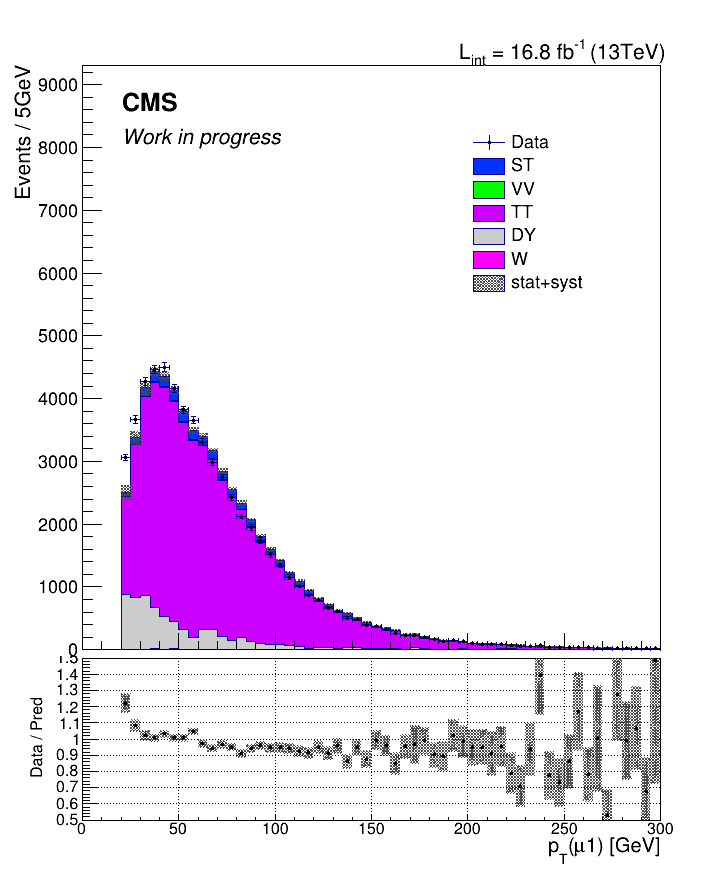 L_int = 16.8 fb^-1 (13TeV)
Events / 5GeV
9000
8000
7000
6000
5000
4000
3000
2000
1000
0
CMS
Work in progress
Data
ST
VV
TT
DY
W
stat+syst
Data / Pred
1.5
1.4
1.3
1.2
1.1
1
0.9
0.8
0.7
0.6
0.5
0 50 100 150 200 250 300
p_T(μ1) [GeV]